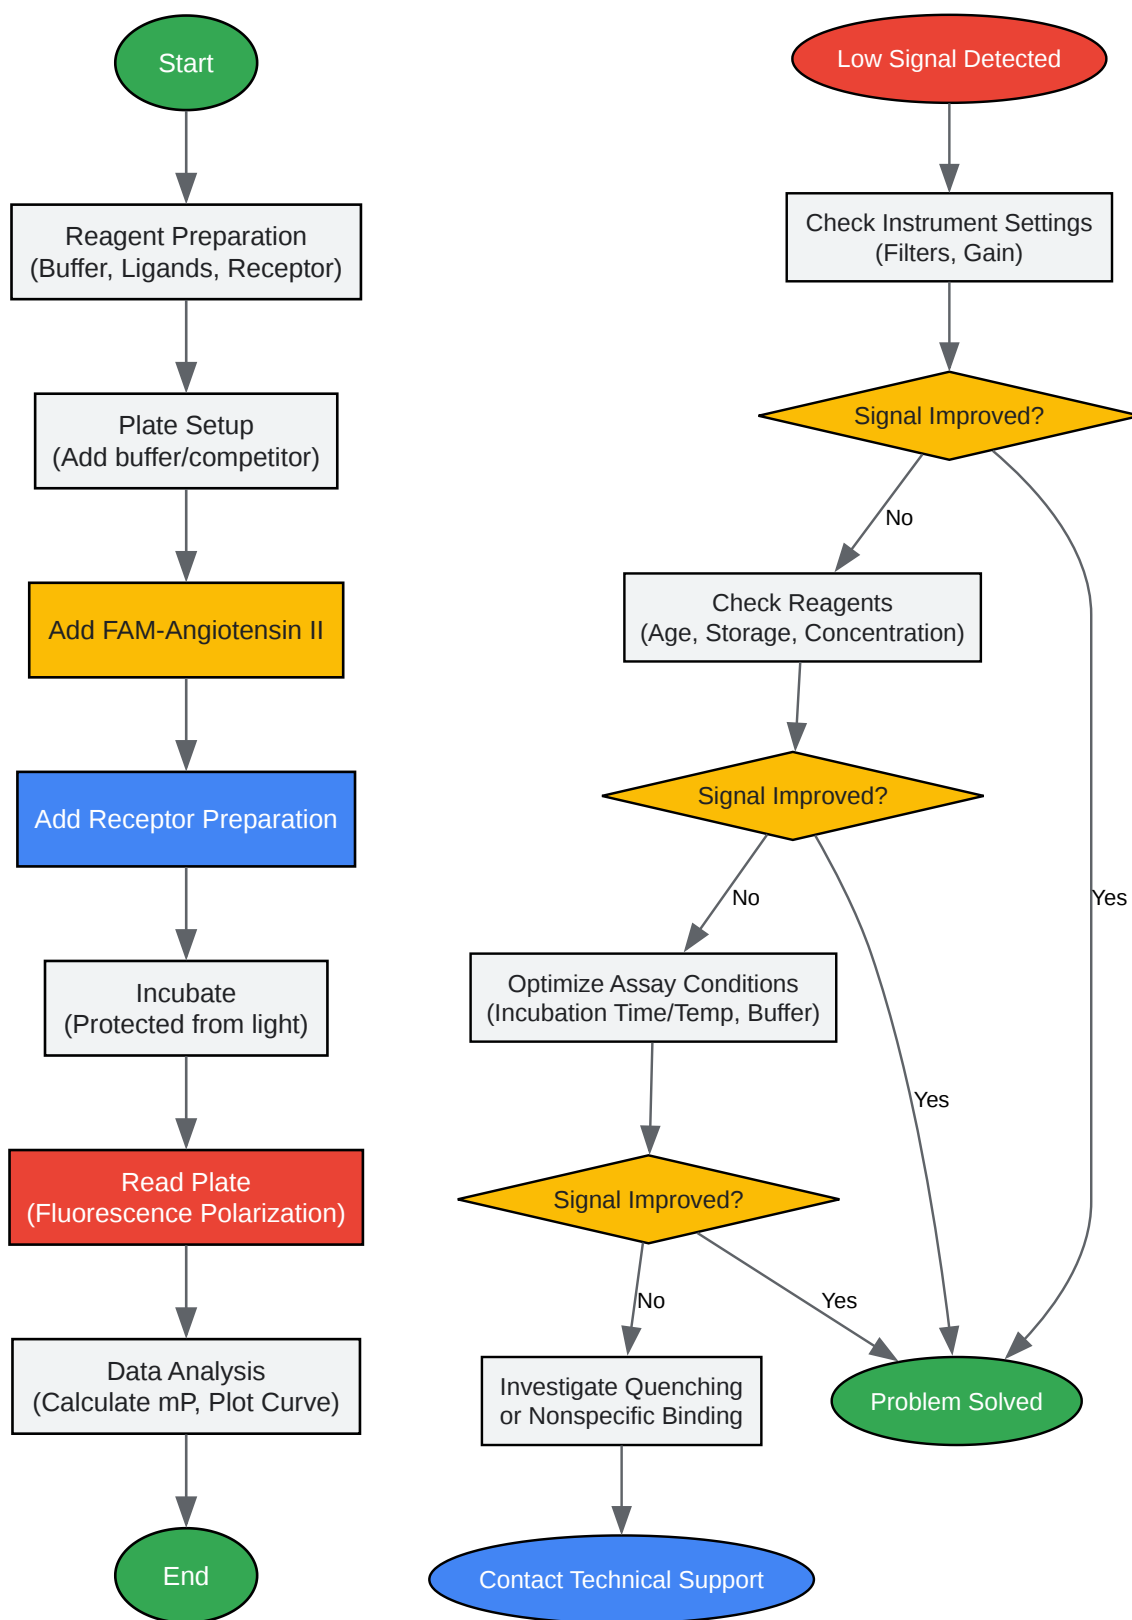 Start
Reagent Preparation
(Buffer, Ligands, Receptor)
Plate Setup
(Add buffer/competitor)
Add FAM-Angiotensin II
Add Receptor Preparation
Incubate
(Protected from light)
Read Plate
(Fluorescence Polarization)
Data Analysis
(Calculate mP, Plot Curve)
End
Low Signal Detected
Check Instrument Settings
(Filters, Gain)
Signal Improved?
No
Check Reagents
(Age, Storage, Concentration)
Signal Improved?
No
Yes
Optimize Assay Conditions
(Incubation Time/Temp, Buffer)
Yes
Signal Improved?
No
Yes
Investigate Quenching
or Nonspecific Binding
Problem Solved
Contact Technical Support